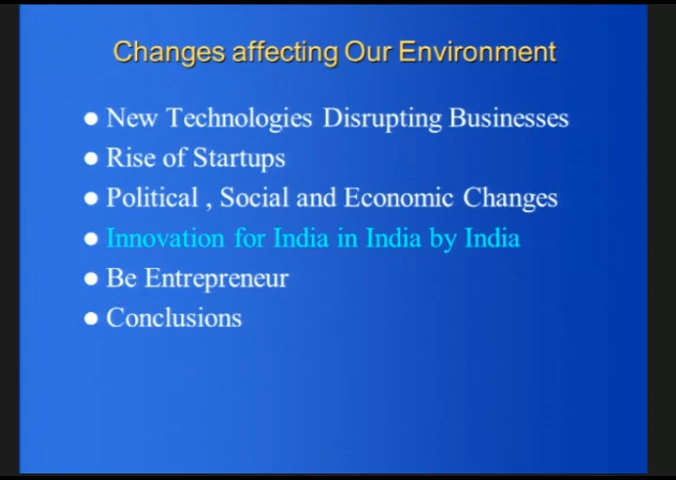 Changes affecting Our Environment
● New Technologies Disrupting Businesses
● Rise of Startups
● Political , Social and Economic Changes
● Innovation for India in India by India
● Be Entrepreneur
● Conclusions